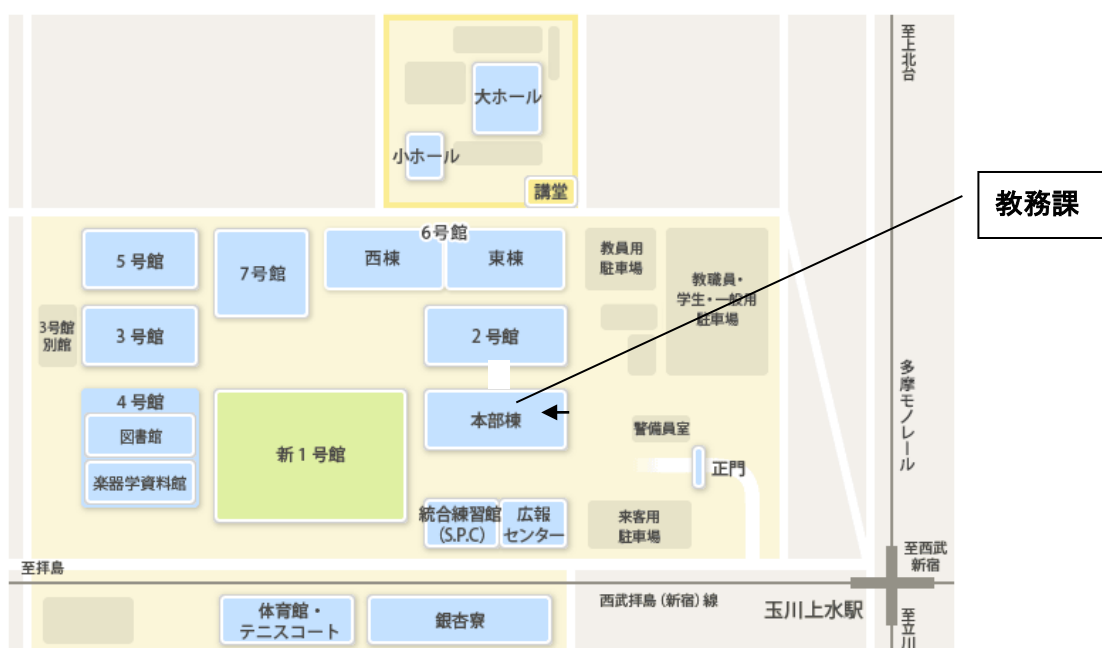 至上北台
大ホール
小ホール
講堂
教務課
6号館
西棟
東棟
5号館
7号館
教員用
駐車場
教職員・
学生・一般用
駐車場
3号館
別館
3号館
2号館
多摩モノレール
4号館
図書館
楽器学資料館
新1号館
本部棟
警備員室
正門
統合練習館
(S.P.C)
広報
センター
来客用
駐車場
至西武
新宿
至拝島
西武拝島(新宿)線
玉川上水駅
至立川
体育館・
テニスコート
銀杏寮